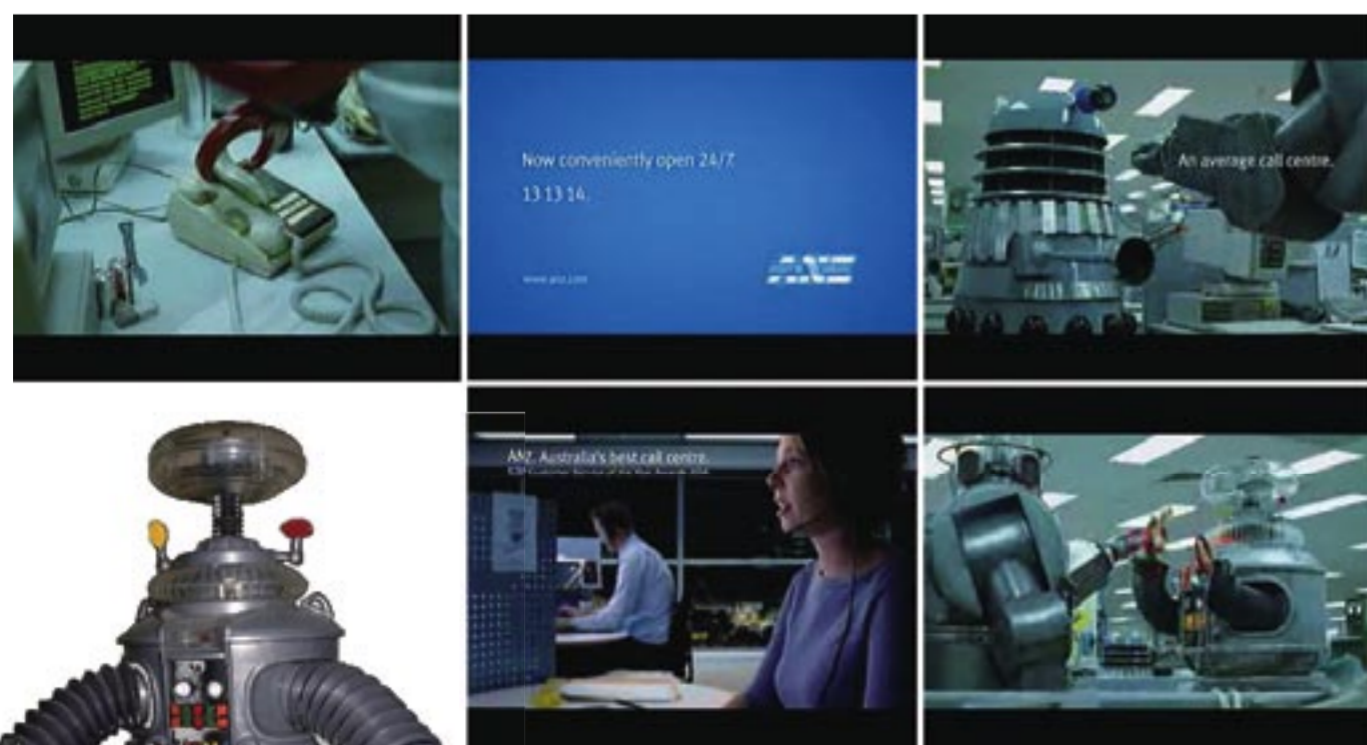 Now conveniently open 24/7.
13 13 14.
www.anz.com
ANZ
An average call centre.
ANZ. Australia's best call centre.